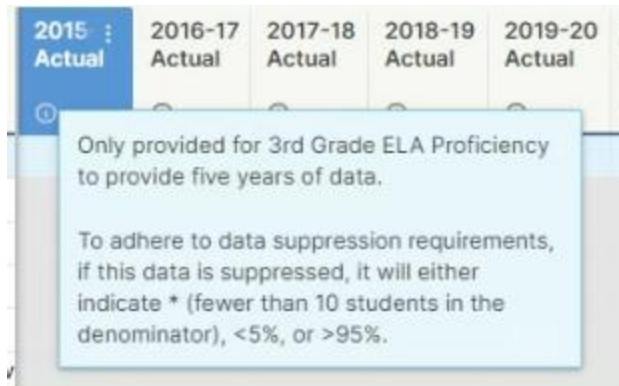 2015 2016-17 2017-18 2018-19 2019-20
Actual Actual Actual Actual Actual
Only provided for 3rd Grade ELA Proficiency
to provide five years of data.
To adhere to data suppression requirements,
if this data is suppressed, it will either
indicate * (fewer than 10 students in the
denominator), <5%, or >95%.